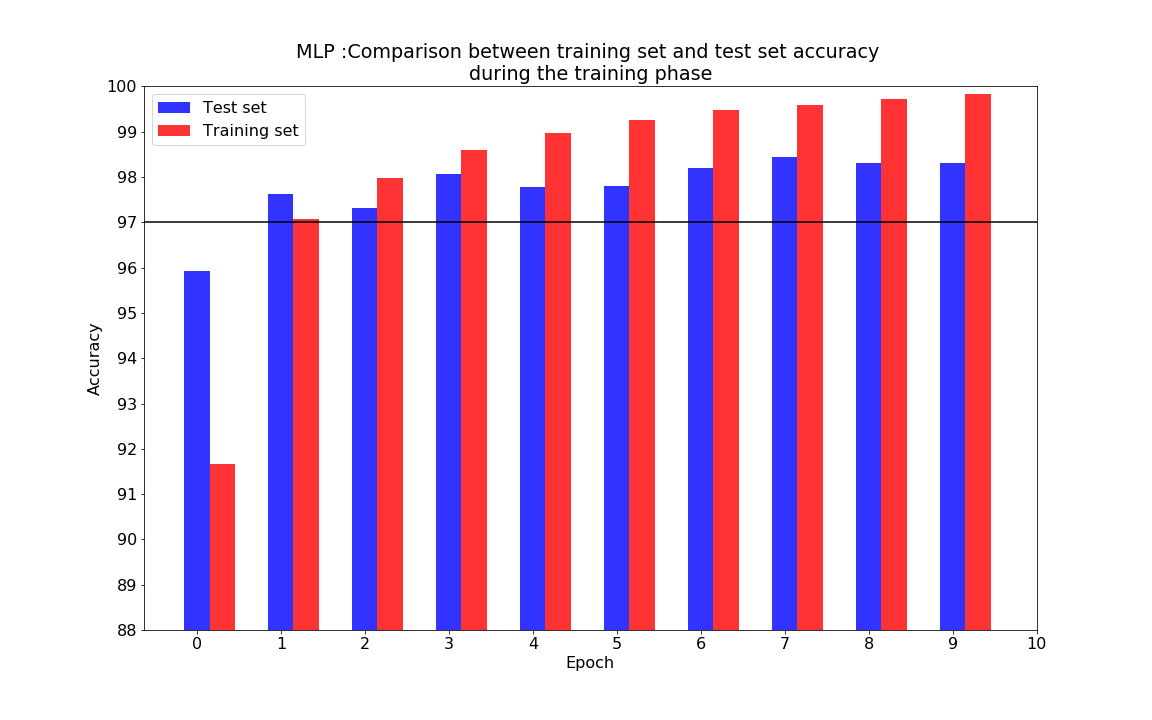 MLP :Comparison between training set and test set accuracy
during the training phase
100
99
98
97
96
95
94
93
92
91
90
89
88
Accuracy
Test set
Training set
0 1 2 3 4 5 6 7 8 9 10
Epoch